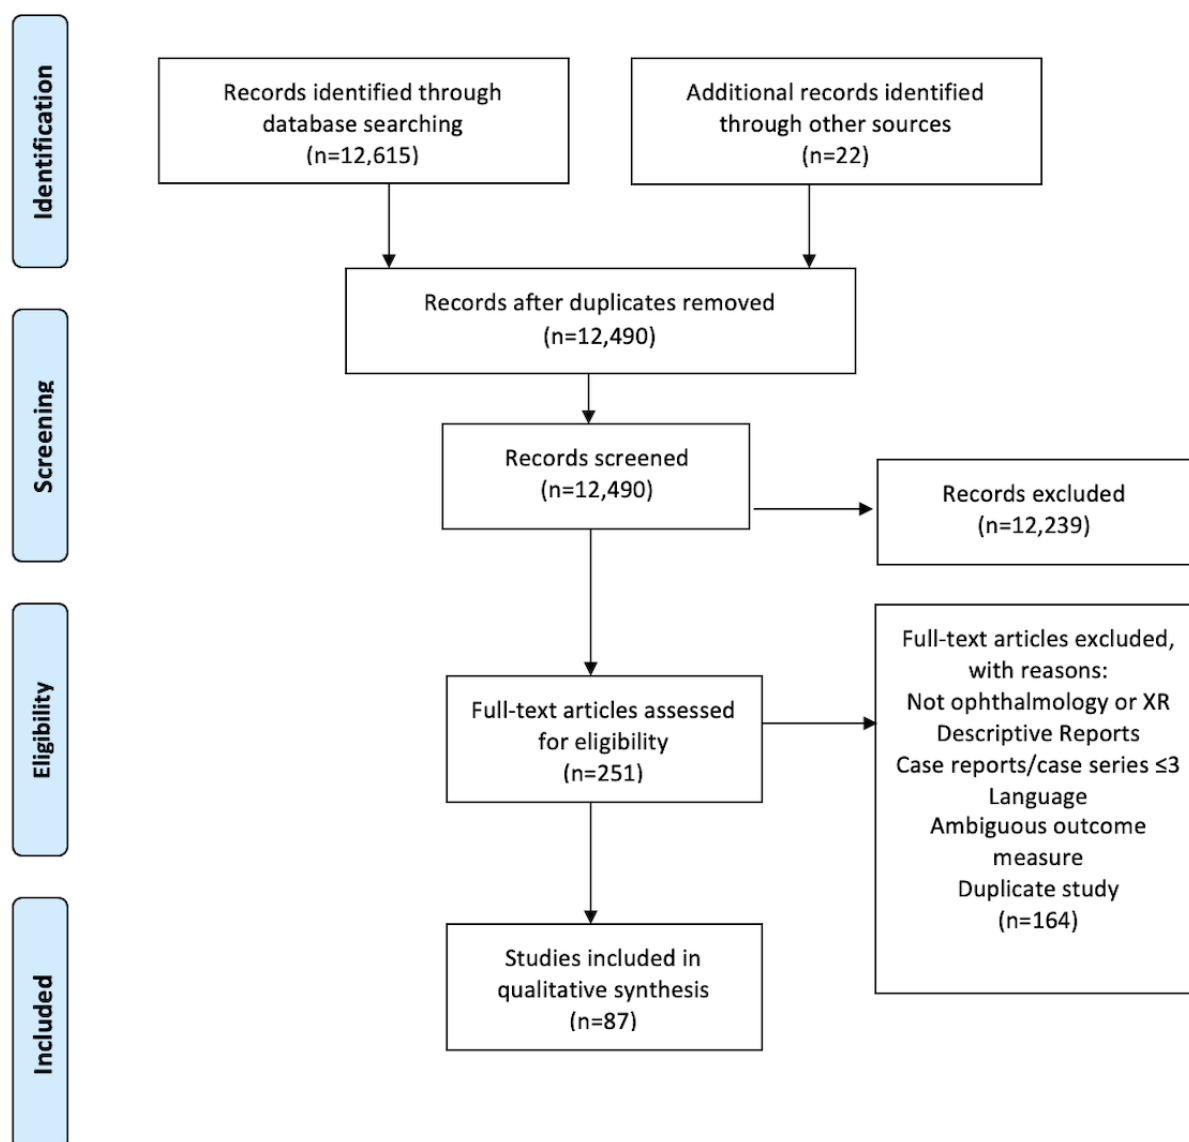 Identification
Records identified through
database searching
(n=12,615)
Additional records identified
through other sources
(n=22)
Records after duplicates removed
(n=12,490)
Screening
Records screened
(n=12,490)
Records excluded
(n=12,239)
Eligibility
Full-text articles assessed
for eligibility
(n=251)
Full-text articles excluded,
with reasons:
Not ophthalmology or XR
Descriptive Reports
Case reports/case series ≤3
Language
Ambiguous outcome
measure
Duplicate study
(n=164)
Included
Studies included in
qualitative synthesis
(n=87)